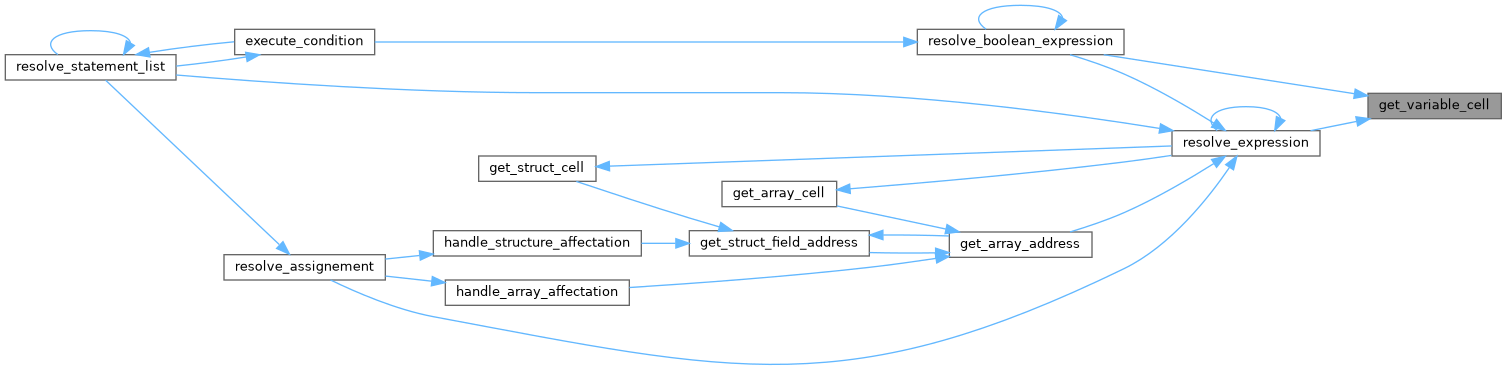 execute_condition
resolve_boolean_expression
resolve_statement_list
get_variable_cell
resolve_expression
get_struct_cell
get_array_cell
handle_structure_affectation
get_struct_field_address
get_array_address
resolve_assignement
handle_array_affectation